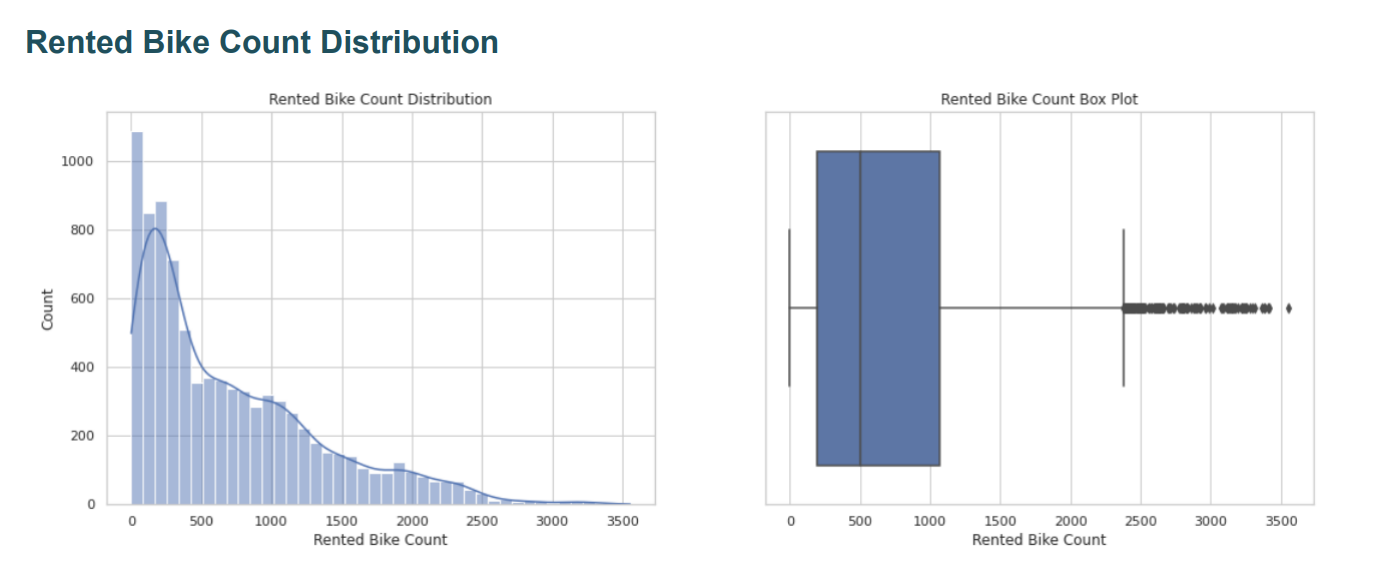 Rented Bike Count Distribution
Rented Bike Count Distribution
Count
1000
800
600
400
200
0
0 500 1000 1500 2000 2500 3000 3500
Rented Bike Count
Rented Bike Count Box Plot
0 500 1000 1500 2000 2500 3000 3500
Rented Bike Count